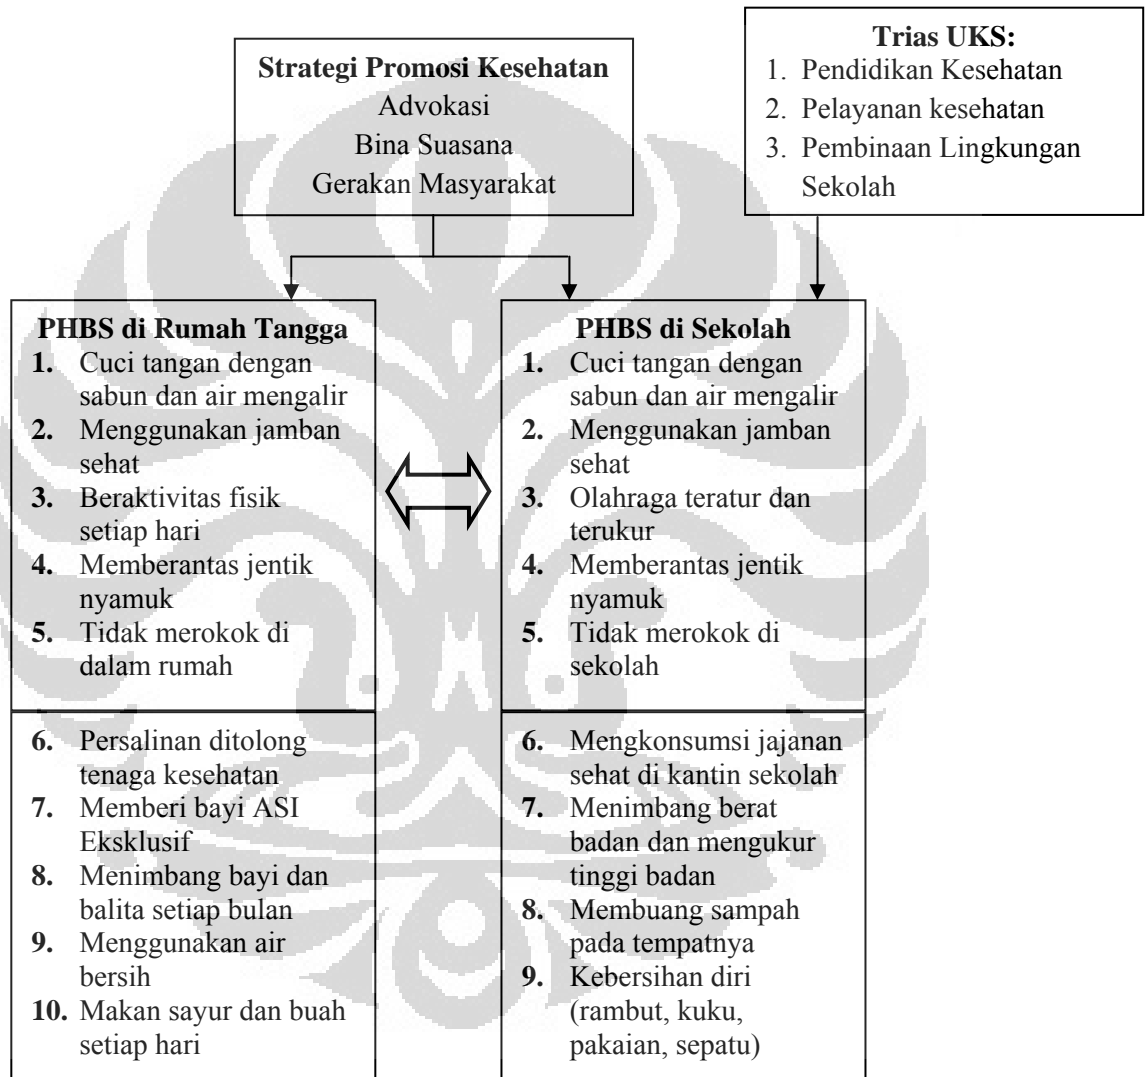 Strategi Promosi Kesehatan
Advokasi
Bina Suasana
Gerakan Masyarakat
Trias UKS:
1. Pendidikan Kesehatan
2. Pelayanan kesehatan
3. Pembinaan Lingkungan
Sekolah
PHBS di Rumah Tangga
1. Cuci tangan dengan
sabun dan air mengalir
2. Menggunakan jamban
sehat
3. Beraktivitas fisik
setiap hari
4. Memberantas jentik
nyamuk
5. Tidak merokok di
dalam rumah
6. Persalinan ditolong
tenaga kesehatan
7. Memberi bayi ASI
Eksklusif
8. Menimbang bayi dan
balita setiap bulan
9. Menggunakan air
bersih
10. Makan sayur dan buah
setiap hari
PHBS di Sekolah
1. Cuci tangan dengan
sabun dan air mengalir
2. Menggunakan jamban
sehat
3. Olahraga teratur dan
terukur
4. Memberantas jentik
nyamuk
5. Tidak merokok di
sekolah
6. Mengkonsumsi jajanan
sehat di kantin sekolah
7. Menimbang berat
badan dan mengukur
tinggi badan
8. Membuang sampah
pada tempatnya
9. Kebersihan diri
(rambut, kuku,
pakaian, sepatu)